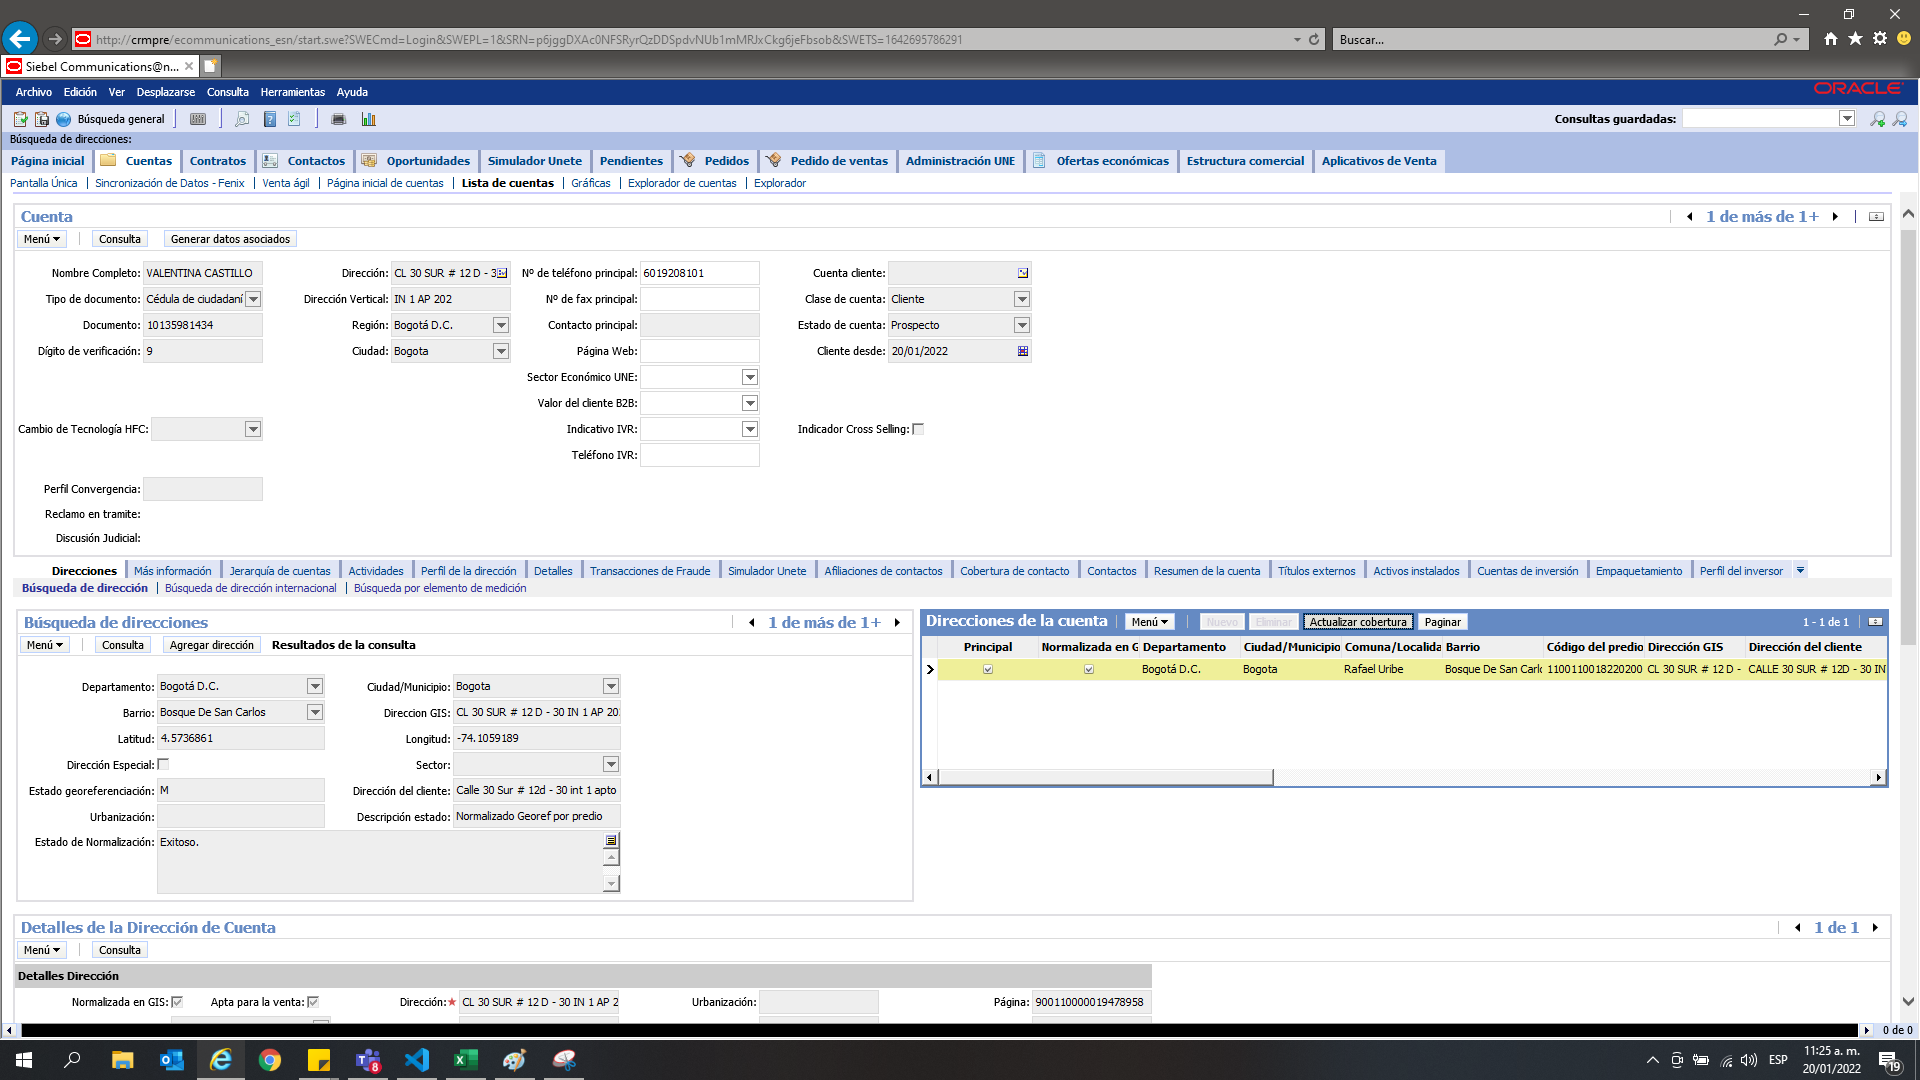 http://crmpre/ecommunications_esn/start.swe?SWECmd=Login&SWEPL=1&SRN=p6jggDXAc0NFSRyrQzDDSpdvNUb1mMRJxCkg6jeFbsob&SWETS=1642695786291
Buscar...
Siebel Communications@n...
Archivo Edición Ver Desplazarse Consulta Herramientas Ayuda
ORACLE
Búsqueda general
Consultas guardadas:
Búsqueda de direcciones:
Página inicial Cuentas Contratos Contactos Oportunidades Simulador Unete Pendientes Pedidos Pedido de ventas Administración UNE Ofertas económicas Estructura comercial Aplicativos de Venta
Pantalla Única Sincronización de Datos - Fenix Venta ágil Página inicial de cuentas Lista de cuentas Gráficas Explorador de cuentas Explorador
Cuenta 1 de más de 1+
Menú Consulta Generar datos asociados
Nombre Completo: VALENTINA CASTILLO Dirección: CL 30 SUR # 12 D - 3 Nº de teléfono principal: 6019208101 Cuenta cliente:
Tipo de documento: Cédula de ciudadaní Dirección Vertical: IN 1 AP 202 Nº de fax principal: Clase de cuenta: Cliente
Documento: 10135981434 Región: Bogotá D.C. Contacto principal: Estado de cuenta: Prospecto
Dígito de verificación: 9 Ciudad: Bogota Página Web: Cliente desde: 20/01/2022
Sector Económico UNE:
Valor del cliente B2B:
Cambio de Tecnología HFC: Indicativo IVR: Indicador Cross Selling:
Teléfono IVR:
Perfil Convergencia:
Reclamo en tramite:
Discusión Judicial:
Direcciones Más información Jerarquía de cuentas Actividades Perfil de la dirección Detalles Transacciones de Fraude Simulador Unete Afiliaciones de contactos Cobertura de contacto Contactos Resumen de la cuenta Títulos externos Activos instalados Cuentas de inversión Empaquetamiento Perfil del inversor
Búsqueda de dirección Búsqueda de dirección internacional Búsqueda por elemento de medición
Búsqueda de direcciones 1 de más de 1+
Menú Consulta Agregar dirección Resultados de la consulta
Departamento: Bogotá D.C. Ciudad/Municipio: Bogota
Barrio: Bosque De San Carlos Direccion GIS: CL 30 SUR # 12 D - 30 IN 1 AP 20
Latitud: 4.5736861 Longitud: -74.1059189
Dirección Especial: Sector:
Estado georeferenciación: M Dirección del cliente: Calle 30 Sur # 12d - 30 int 1 apto
Urbanización: Descripción estado: Normalizado Georef por predio
Estado de Normalización: Exitoso.
Direcciones de la cuenta Menú Nuevo Eliminar Actualizar cobertura Paginar 1 - 1 de 1
Principal Normalizada en G Departamento Ciudad/Municipio Comuna/Localida Barrio Código del predio Dirección GIS Dirección del cliente
Bogotá D.C. Bogota Rafael Uribe Bosque De San Carlo 1100110018220200 CL 30 SUR # 12 D - CALLE 30 SUR # 12D - 30 IN
Detalles de la Dirección de Cuenta 1 de 1
Menú Consulta
Detalles Dirección
Normalizada en GIS: Apta para la venta: Dirección:* CL 30 SUR # 12 D - 30 IN 1 AP 2 Urbanización: Página: 900110000019478958
0 de 0
8
ESP
11:25 a. m.
20/01/2022
19